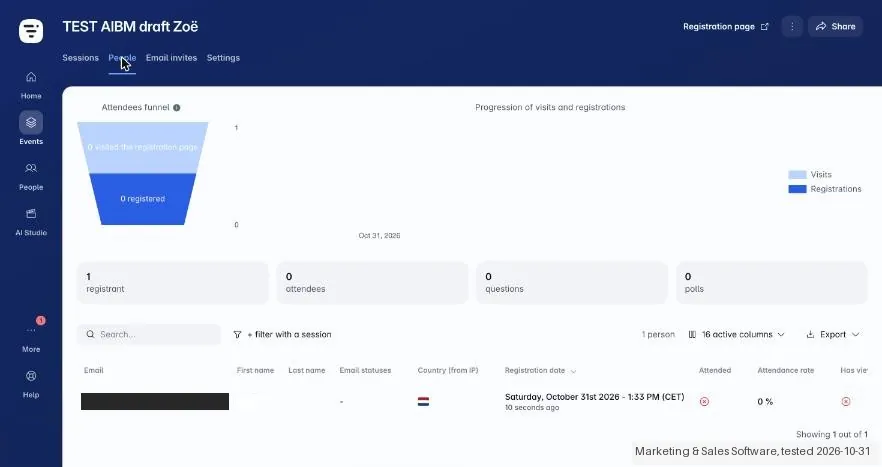 TEST AIBM draft Zoë
Registration page
Share
Sessions
People
Email invites
Settings
Home
Events
People
AI Studio
1
More
Help
Attendees funnel
0 visited the registration page
0 registered
Progression of visits and registrations
1
0
Oct 31, 2026
Visits
Registrations
1
registrant
0
attendees
0
questions
0
polls
Search...
+ filter with a session
1 person
16 active columns
Export
Email
First name
Last name
Email statuses
Country (from IP)
Registration date
Attended
Attendance rate
Has vie
-
Saturday, October 31st 2026 - 1:33 PM (CET)
10 seconds ago
0 %
Showing 1 out of 1
Marketing & Sales Software, tested 2026-10-31